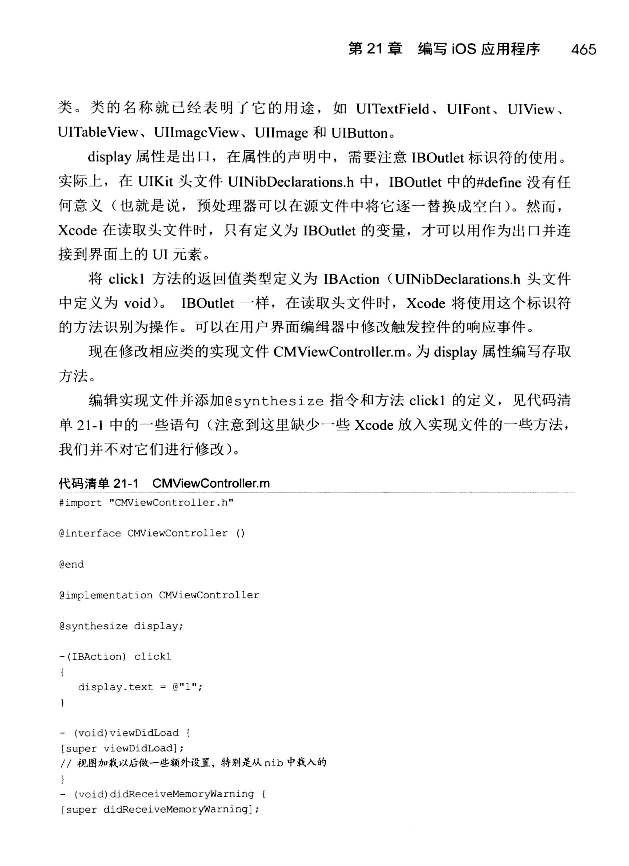 第 21 章 编写 iOS 应用程序 465
类。类的名称就已经表明了它的用途，如 UITextField、UIFont、UIView、
UITableView、UIImageView、UIImage 和 UIButton。
display 属性是出口，在属性的声明中，需要注意 IBOutlet 标识符的使用。
实际上，在 UIKit 头文件 UINibDeclarations.h 中，IBOutlet 中的#define 没有任
何意义（也就是说，预处理器可以在源文件中将它逐一替换成空白）。然而，
Xcode 在读取头文件时，只有定义为 IBOutlet 的变量，才可以用作为出口并连
接到界面上的 UI 元素。
将 click1 方法的返回值类型定义为 IBAction（UINibDeclarations.h 头文件
中定义为 void）。 IBOutlet 一样，在读取头文件时，Xcode 将使用这个标识符
的方法识别为操作。可以在用户界面编缉器中修改触发控件的响应事件。
现在修改相应类的实现文件 CMViewController.m。为 display 属性编写存取
方法。
编辑实现文件并添加@synthesize 指令和方法 click1 的定义，见代码清
单 21-1 中的一些语句（注意到这里缺少一些 Xcode 放入实现文件的一些方法，
我们并不对它们进行修改）。
代码清单 21-1 CMViewController.m
#import "CMViewController.h"
@interface CMViewController ()
@end
@implementation CMViewController
@synthesize display;
-(IBAction) click1
{
display.text = @"1";
}
- (void)viewDidLoad {
[super viewDidLoad];
// 视图加载以后做一些额外设置，特别是从 nib 中载入的
}
- (void)didReceiveMemoryWarning {
[super didReceiveMemoryWarning];